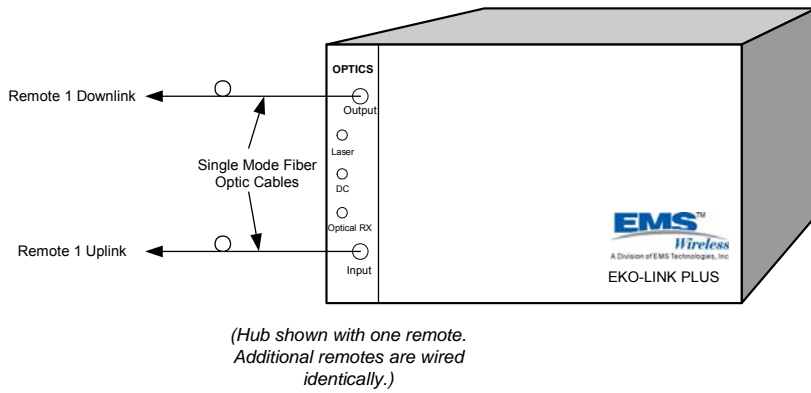 OPTICS
Remote 1 Downlink
Output
Laser
Single Mode Fiber
Optic Cables
DC
Optical RX
Remote 1 Uplink
Input
EMS™
Wireless
A Division of EMS Technologies, Inc
EKO-LINK PLUS
(Hub shown with one remote.
Additional remotes are wired
identically.)